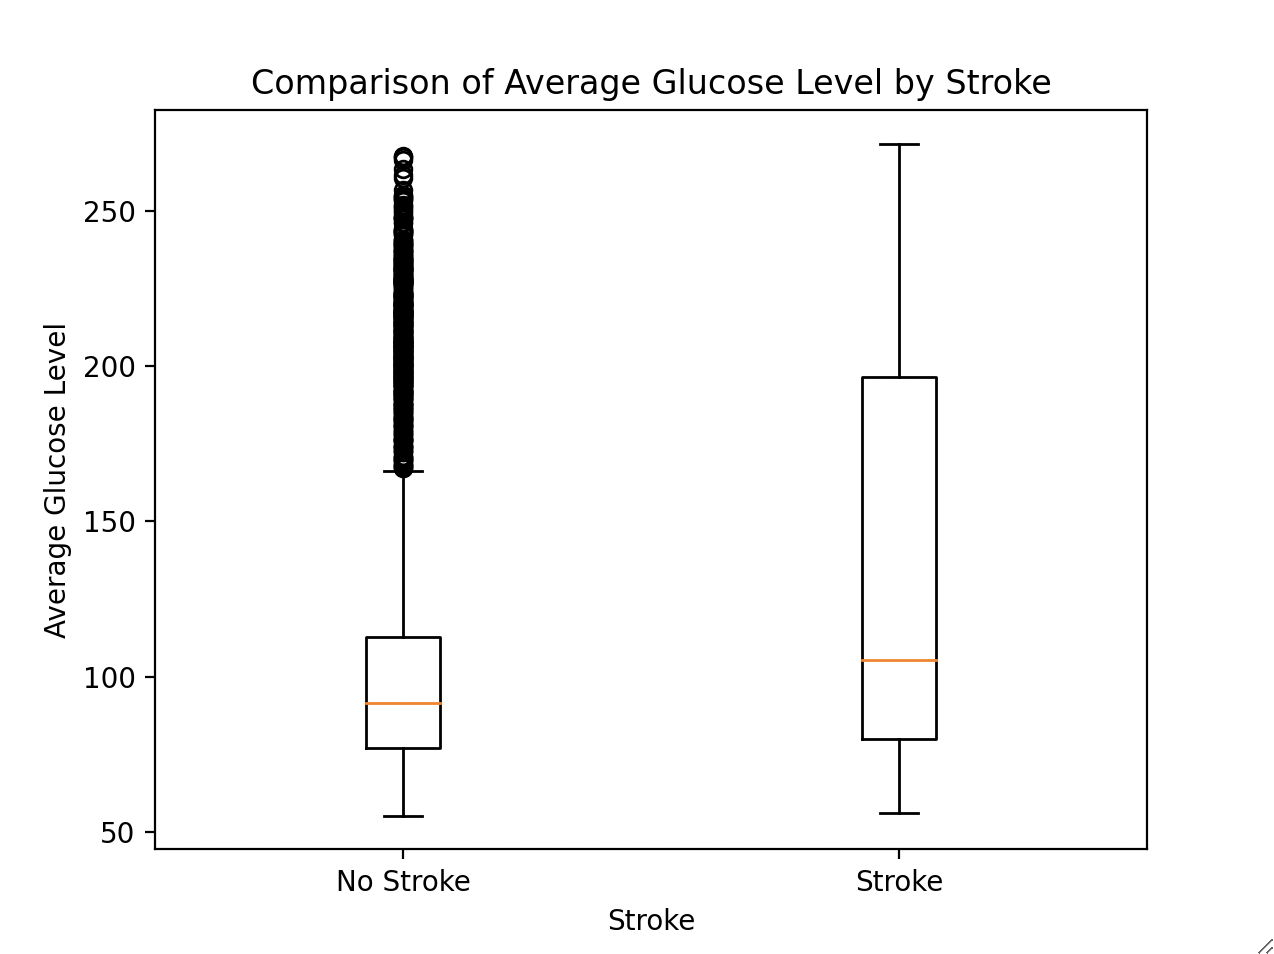 Comparison of Average Glucose Level by Stroke
Average Glucose Level
250
200
150
100
50
No Stroke
Stroke
Stroke